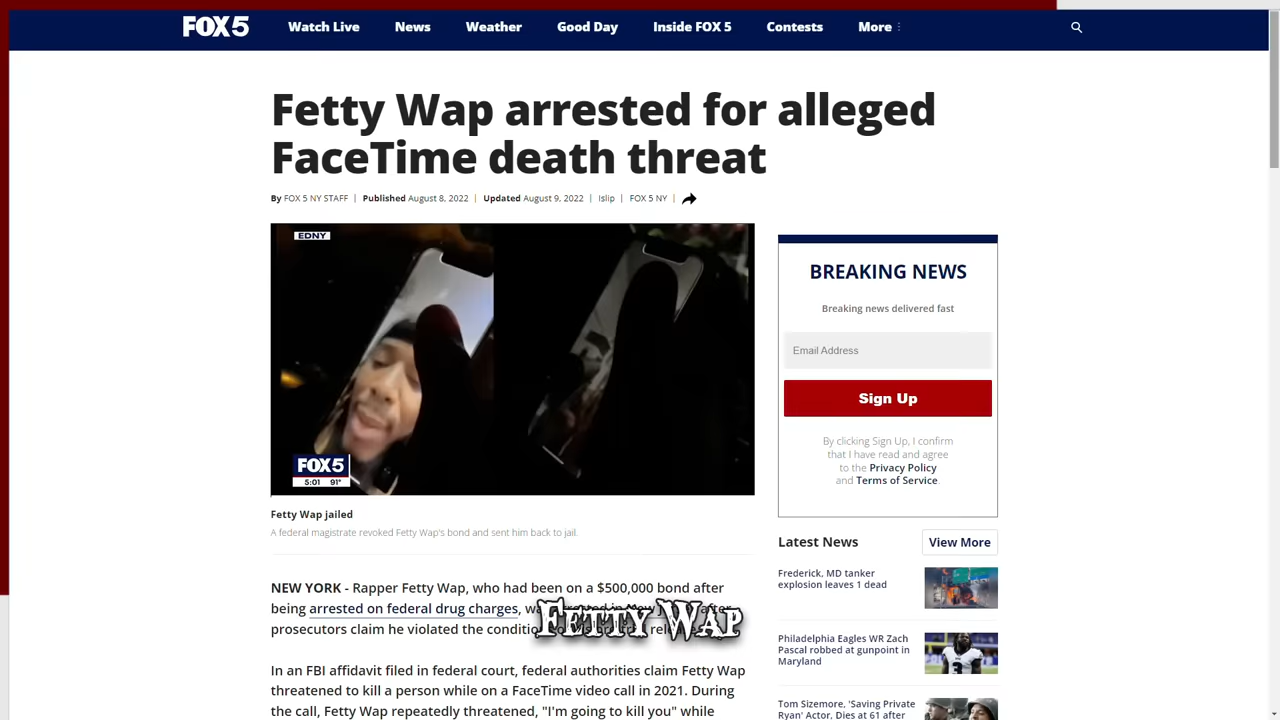 FOX 5
Watch Live News Weather Good Day Inside FOX 5 Contests More
Fetty Wap arrested for alleged
FaceTime death threat
By FOX 5 NY STAFF | Published August 8, 2022 | Updated August 9, 2022 | Islip | FOX 5 NY |
EDNY
FOX 5
5:01 91°
Fetty Wap jailed
A federal magistrate revoked Fetty Wap's bond and sent him back to jail.
NEW YORK - Rapper Fetty Wap, who had been on a $500,000 bond after
being arrested on federal drug charges,
prosecutors claim he violated the
Fetty Wap
In an FBI affidavit filed in federal court, federal authorities claim Fetty Wap
threatened to kill a person while on a FaceTime video call in 2021. During
the call, Fetty Wap repeatedly threatened, "I'm going to kill you" while
BREAKING NEWS
Breaking news delivered fast
Email Address
Sign Up
By clicking Sign Up, I confirm
that I have read and agree
to the Privacy Policy
and Terms of Service.
Latest News
View More
Frederick, MD tanker
explosion leaves 1 dead
Philadelphia Eagles WR Zach
Pascal robbed at gunpoint in
Maryland
Tom Sizemore, 'Saving Private
Ryan' Actor, Dies at 61 after